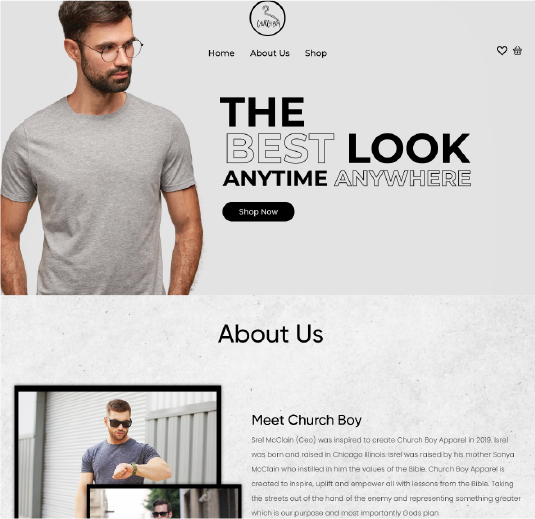 CHURCH BOY
Home About Us Shop
THE
BEST LOOK
ANYTIME ANYWHERE
Shop Now
About Us
Meet Church Boy
Srel McClain (Ceo) was inspired to create Church Boy Apparel in 2019. Isrel
was born and raised in Chicago Illinois. Isrel was raised by his mother Sonya
McClain who instilled in him the values of the Bible. Church Boy Apparel is
created to inspire, uplift and empower all with lessons from the Bible. Taking
the streets out of the hand of the enemy and representing something greater
which is our purpose and most importantly Gods plan.